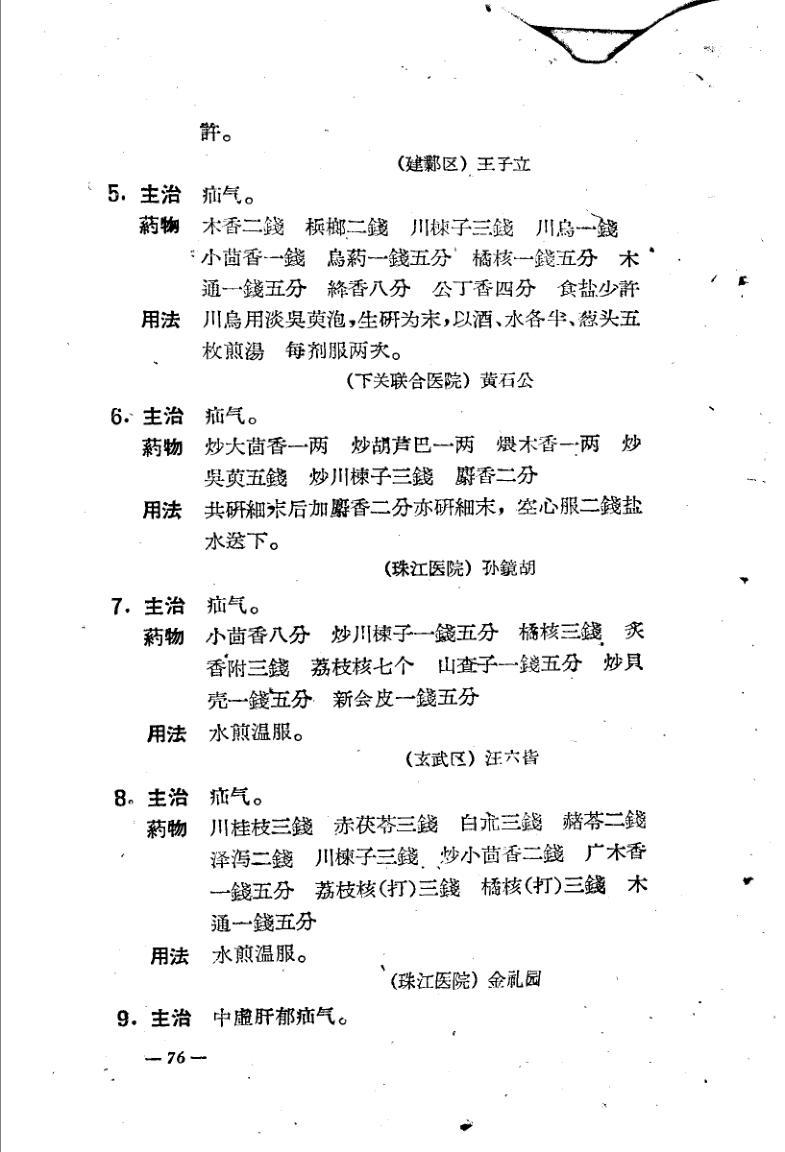 許。
(建鄴区) 王子立
5. 主治 疝气。
葯物 木香二錢 梹榔二錢 川楝子三錢 川烏一錢
小茴香一錢 烏葯一錢五分 橘核一錢五分 木
通一錢五分 絳香八分 公丁香四分 食盐少許
用法 川烏用淡吳萸泡,生研为末,以酒、水各半、葱头五
枚煎湯 每剂服两次。
(下关联合医院) 黄石公
6. 主治 疝气。
葯物 炒大茴香一两 炒胡芦巴一两 煨木香一两 炒
吳萸五錢 炒川楝子三錢 麝香二分
用法 共研細末后加麝香二分亦研細末,空心服二錢盐
水送下。
(珠江医院) 孙鏡胡
7. 主治 疝气。
葯物 小茴香八分 炒川楝子一錢五分 橘核三錢 炙
香附三錢 荔枝核七个 山查子一錢五分 炒貝
壳一錢五分 新会皮一錢五分
用法 水煎温服。
(玄武区) 汪六皆
8。 主治 疝气。
葯物 川桂枝三錢 赤茯苓三錢 白朮三錢 豬苓二錢
泽泻二錢 川楝子三錢 炒小茴香二錢 广木香
一錢五分 荔枝核(打)三錢 橘核(打)三錢 木
通一錢五分
用法 水煎温服。
(珠江医院) 金礼园
9. 主治 中虛肝郁疝气。
— 76 —